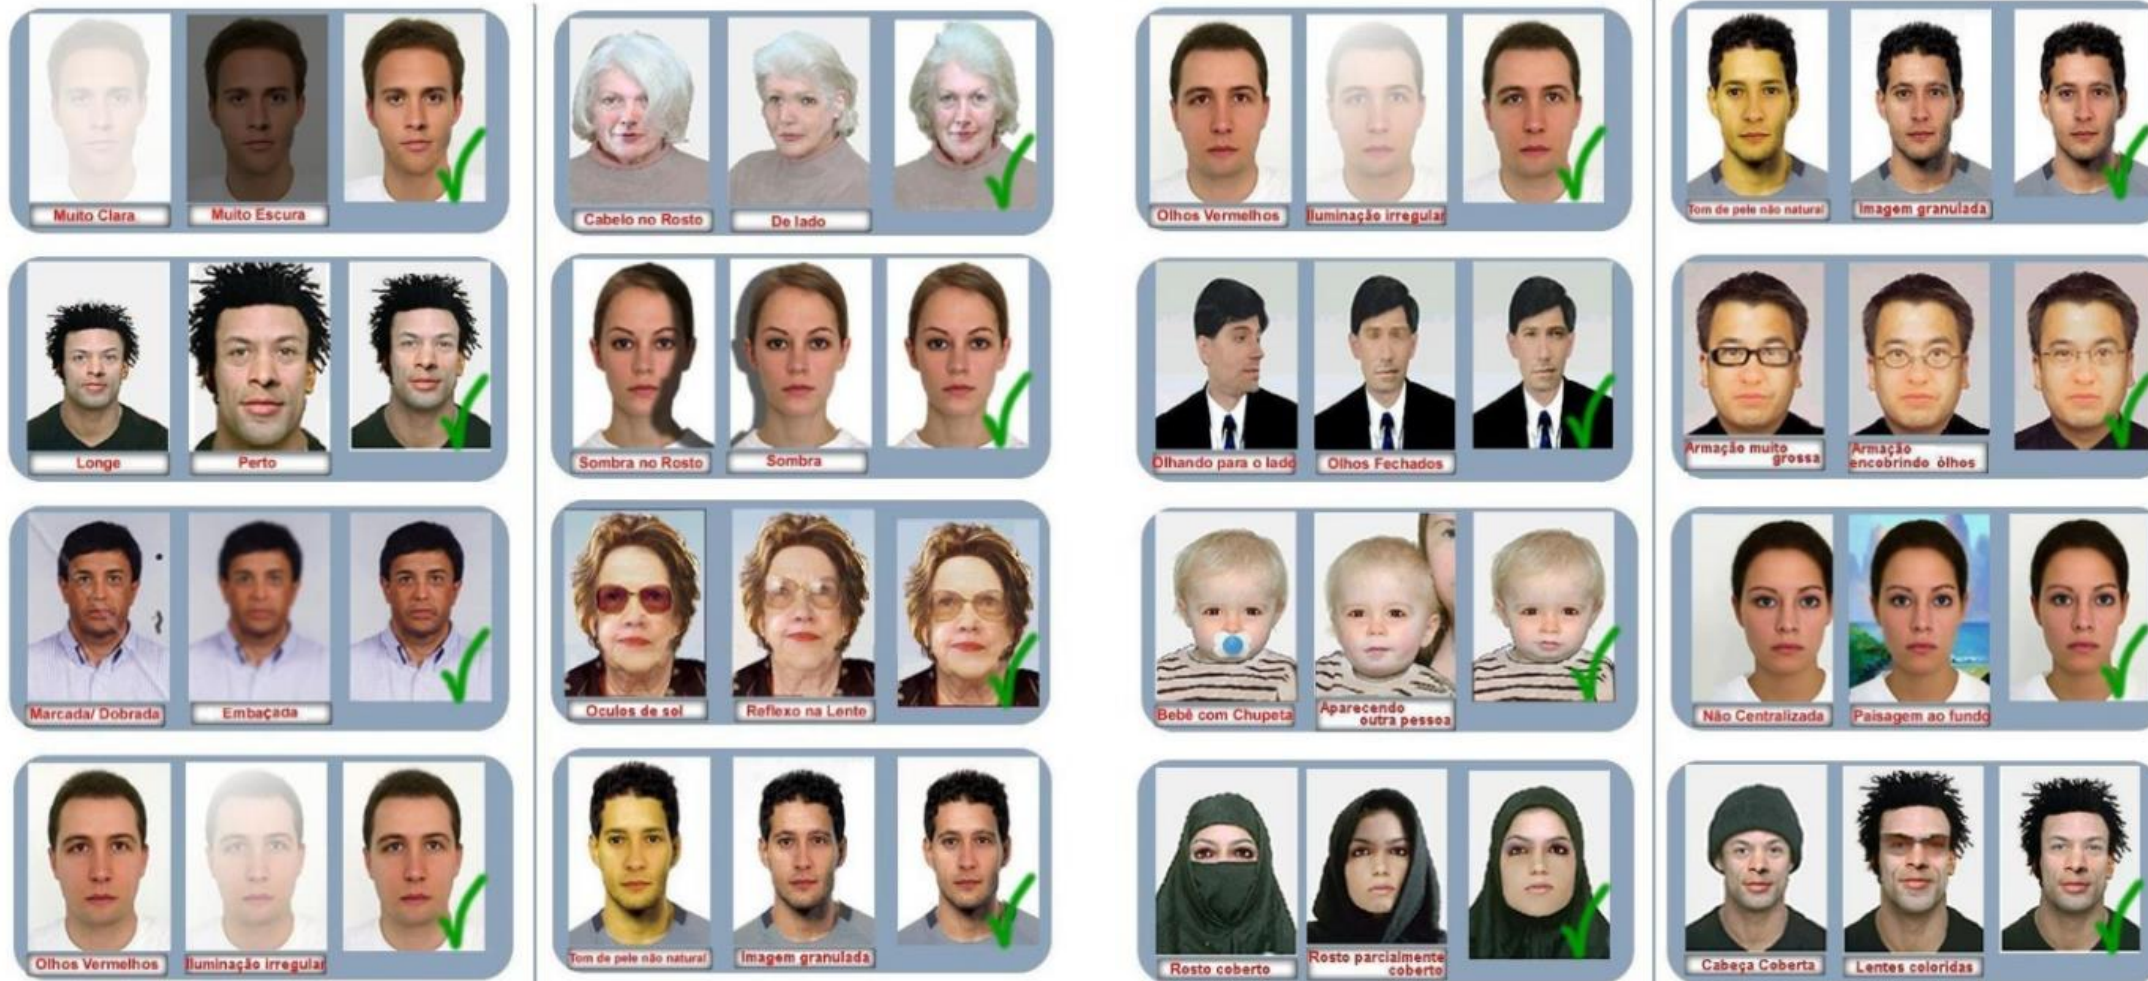 Muito Clara
Muito Escura
Cabelo no Rosto
De lado
Olhos Vermelhos
Iluminação irregular
Tom de pele não natural
Imagem granulada
Longe
Perto
Sombra no Rosto
Sombra
Olhando para o lado
Olhos Fechados
Armação muito
grossa
Armação
encobrindo òlhos
Marcada/ Dobrada
Embaçada
Oculos de sol
Reflexo na Lente
Bebê com Chupeta
Aparecendo
outra pessoa
Não Centralizada
Paisagem ao fundo
Olhos Vermelhos
Iluminação irregular
Tom de pele não natural
Imagem granulada
Rosto coberto
Rosto parcialmente
coberto
Cabeça Coberta
Lentes coloridas